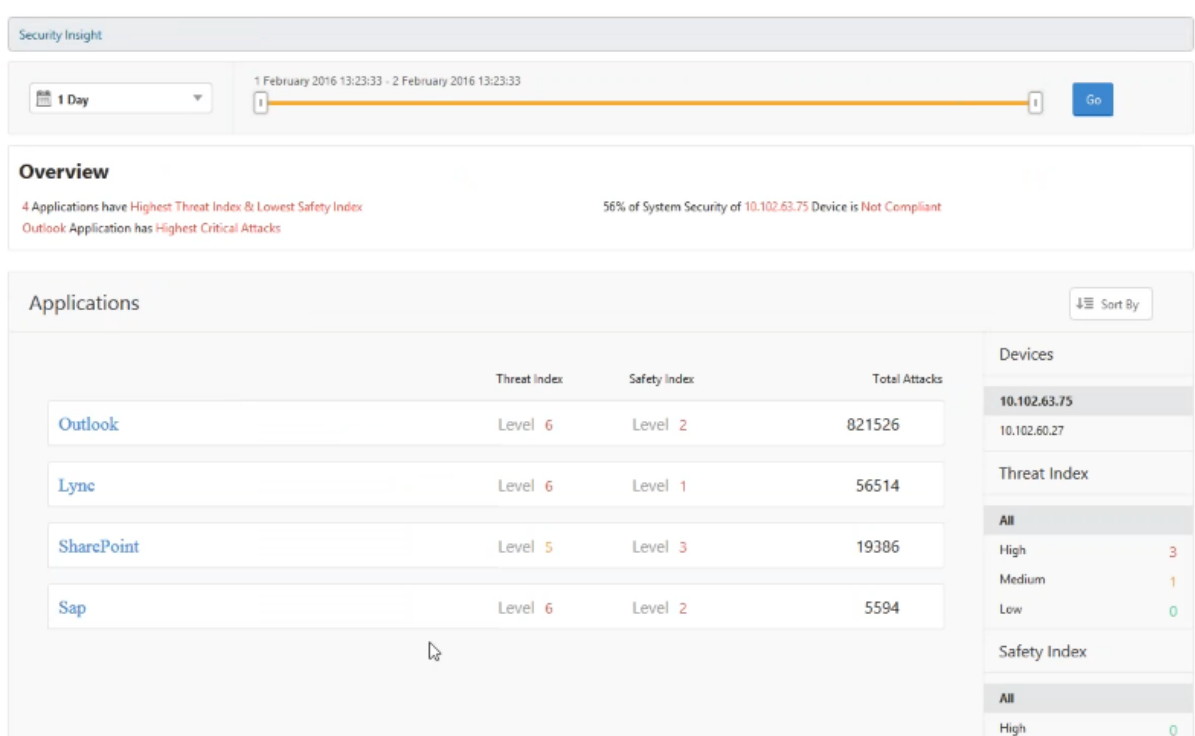 Security Insight
1 Day
1 February 2016 13:23:33 - 2 February 2016 13:23:33
Go
Overview
4 Applications have Highest Threat Index & Lowest Safety Index
Outlook Application has Highest Critical Attacks
56% of System Security of 10.102.63.75 Device is Not Compliant
Applications
Sort By
Threat Index Safety Index Total Attacks
Outlook Level 6 Level 2 821526
Lync Level 6 Level 1 56514
SharePoint Level 5 Level 3 19386
Sap Level 6 Level 2 5594
Devices
10.102.63.75
10.102.60.27
Threat Index
All
High 3
Medium 1
Low 0
Safety Index
All
High 0